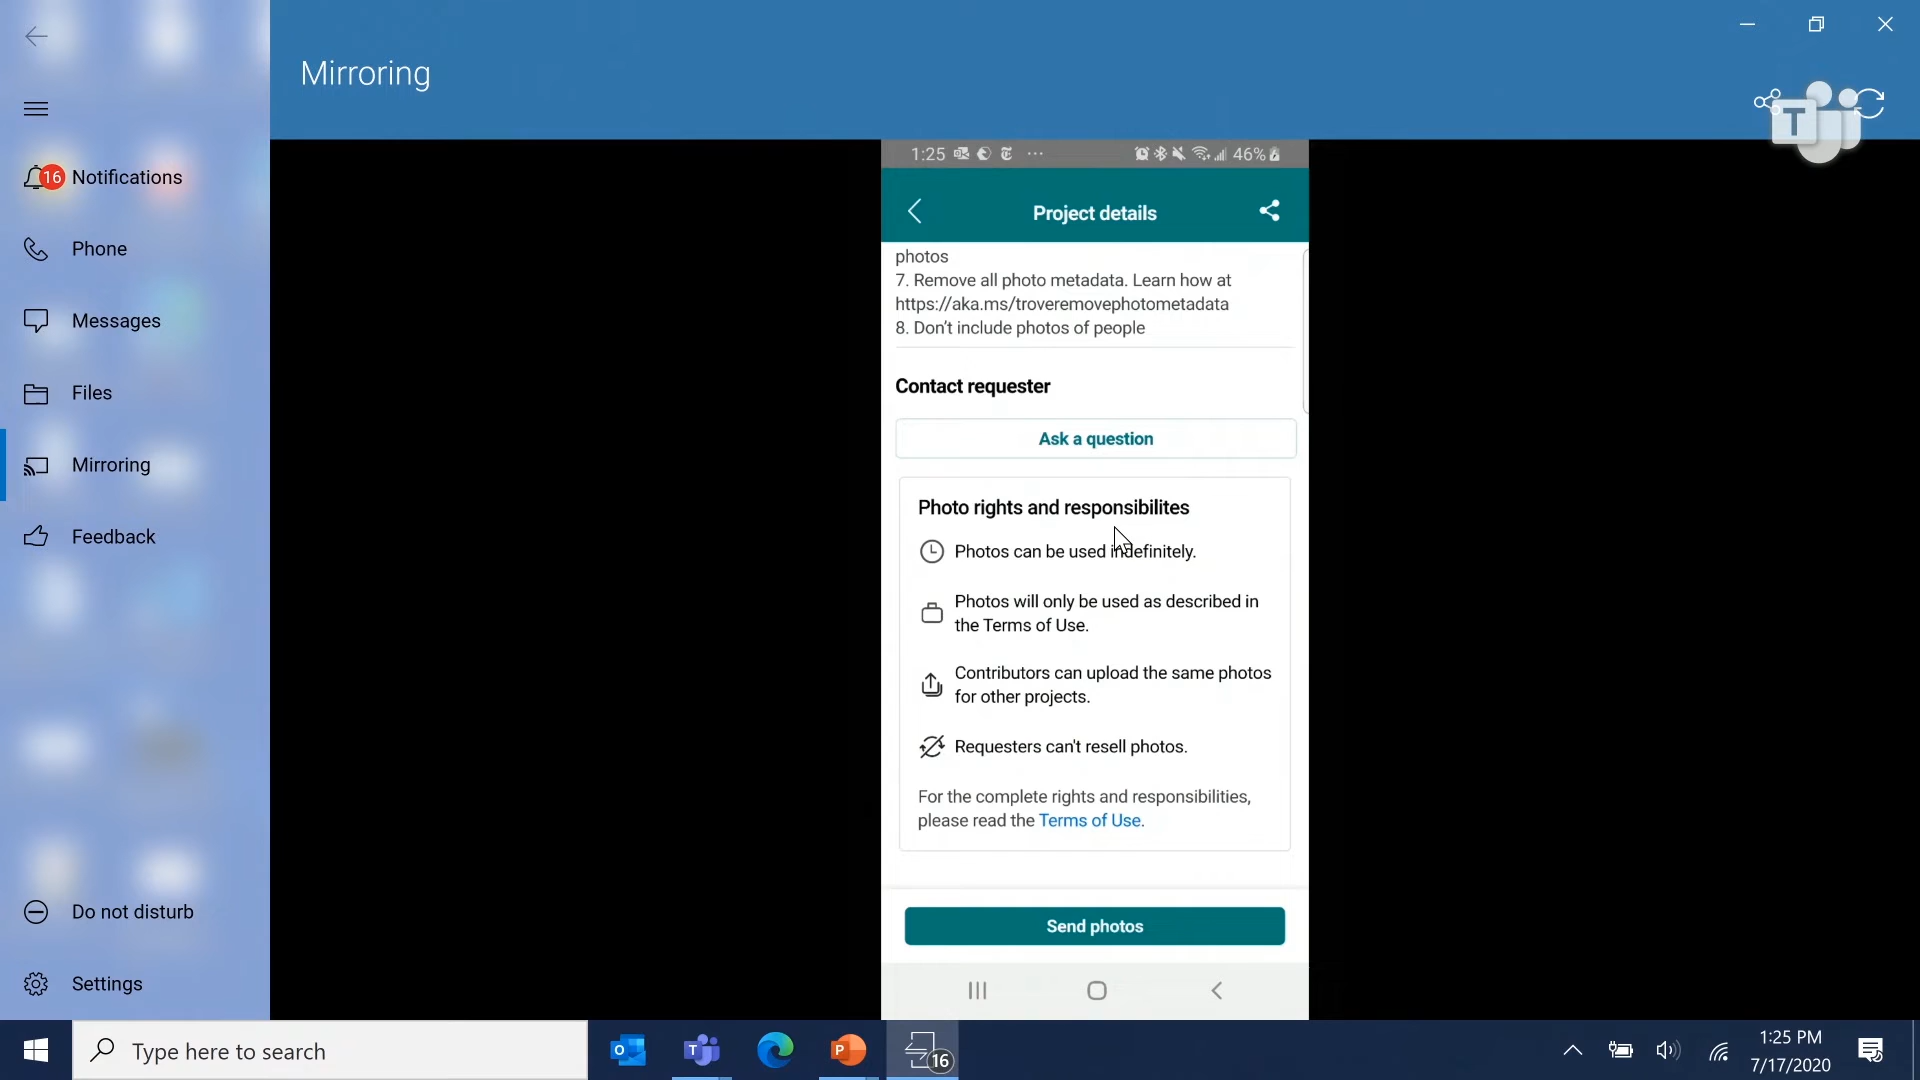 Mirroring
16 Notifications
Phone
Messages
Files
Mirroring
Feedback
Do not disturb
Settings
T
1:25 ··· 46%
Project details
photos
7. Remove all photo metadata. Learn how at
https://aka.ms/troveremovephotometadata
8. Don't include photos of people
Contact requester
Ask a question
Photo rights and responsibilites
Photos can be used indefinitely.
Photos will only be used as described in
the Terms of Use.
Contributors can upload the same photos
for other projects.
Requesters can't resell photos.
For the complete rights and responsibilities,
please read the Terms of Use.
Send photos
Type here to search
16
1:25 PM
7/17/2020